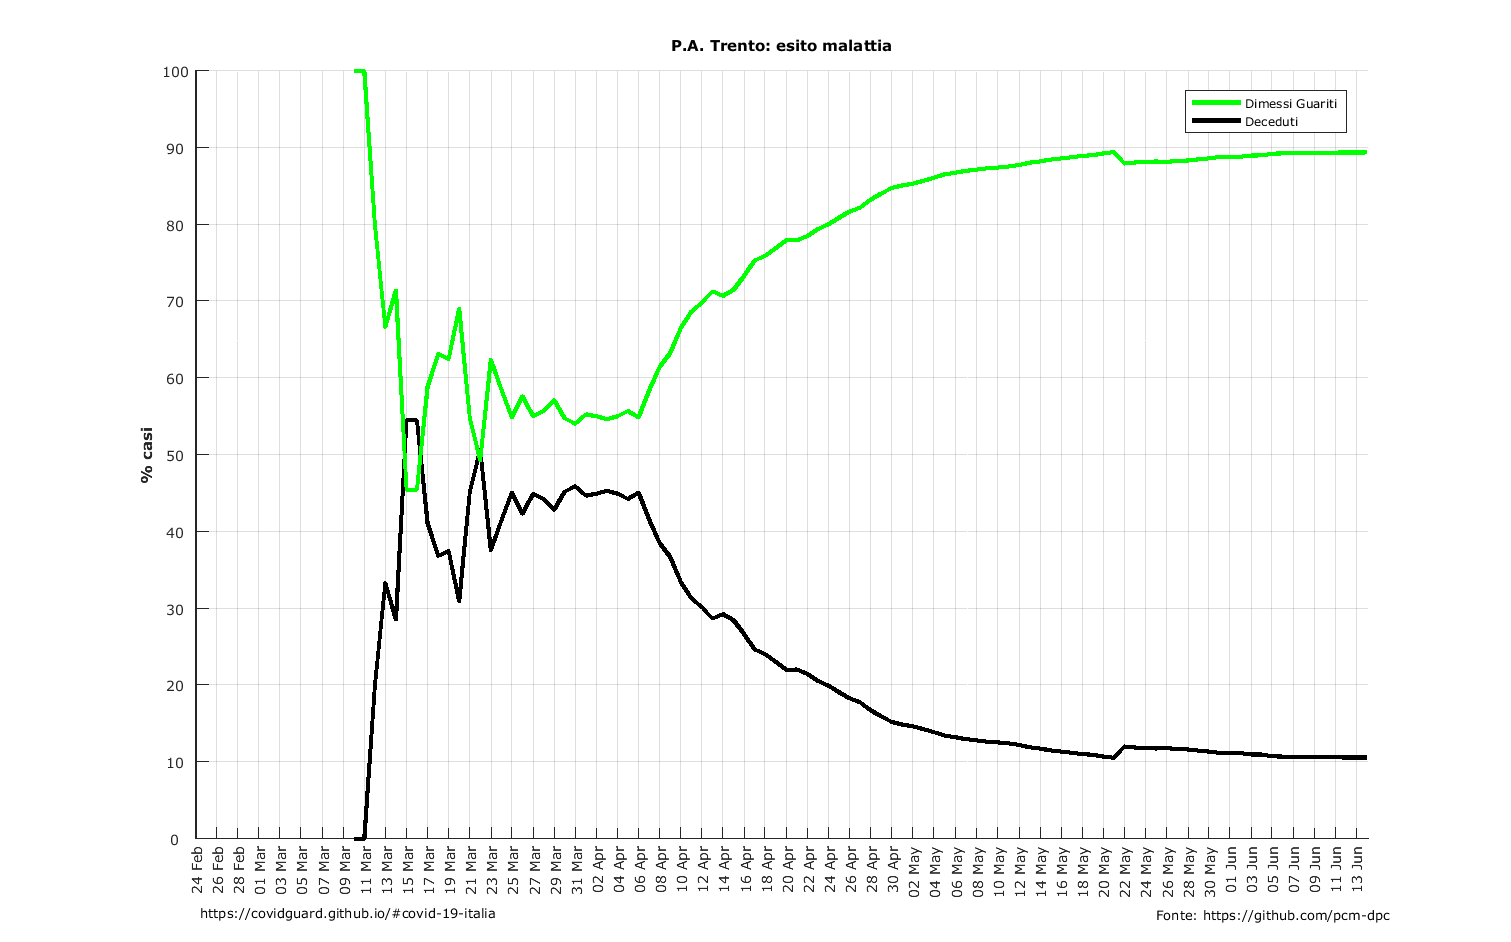 P.A. Trento: esito malattia
% casi
100
90
80
70
60
50
40
30
20
10
0
Dimessi Guariti
Deceduti
24 Feb
26 Feb
28 Feb
01 Mar
03 Mar
05 Mar
07 Mar
09 Mar
11 Mar
13 Mar
15 Mar
17 Mar
19 Mar
21 Mar
23 Mar
25 Mar
27 Mar
29 Mar
31 Mar
02 Apr
04 Apr
06 Apr
08 Apr
10 Apr
12 Apr
14 Apr
16 Apr
18 Apr
20 Apr
22 Apr
24 Apr
26 Apr
28 Apr
30 Apr
02 May
04 May
06 May
08 May
10 May
12 May
14 May
16 May
18 May
20 May
22 May
24 May
26 May
28 May
30 May
01 Jun
03 Jun
05 Jun
07 Jun
09 Jun
11 Jun
13 Jun
https://covidguard.github.io/#covid-19-italia
Fonte: https://github.com/pcm-dpc